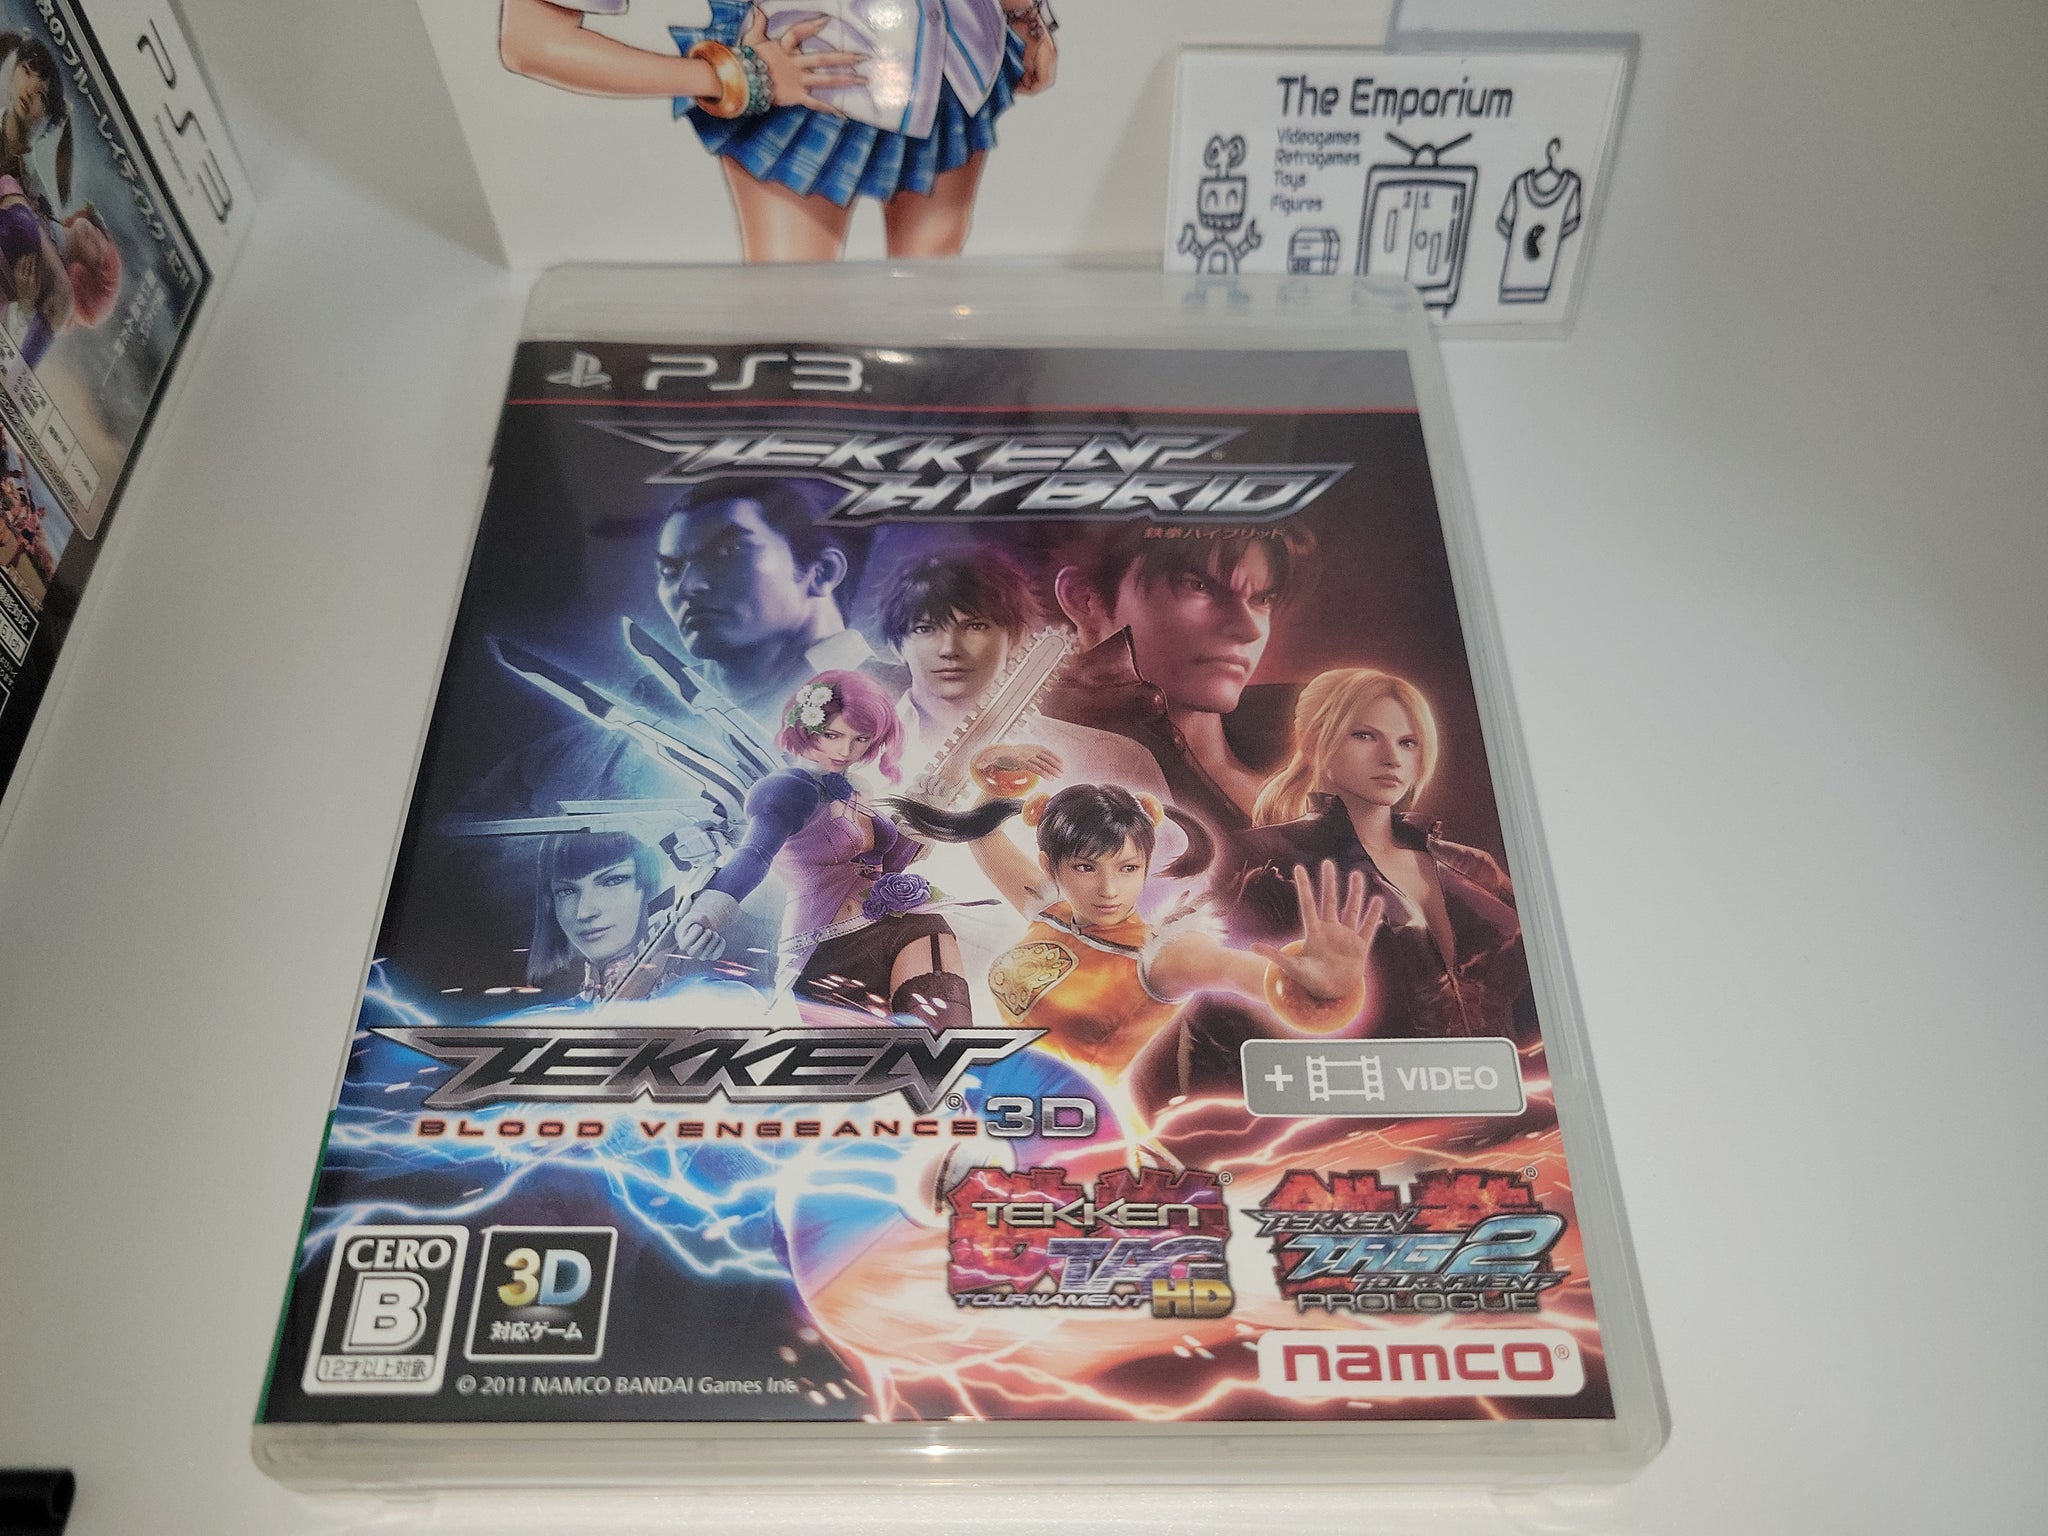 PS3
The Emporium
Videogames
Retrogames
Toys
Figures
PS3
TEKKEN
HYBRID
鉄拳ハイブリッド
TEKKEN
BLOOD VENGEANCE 3D
+ VIDEO
TEKKEN
TAG
TOURNAMENT HD
TEKKEN
TAG2
TOURNAMENT
PROLOGUE
CERO
B
12才以上対象
3D
対応ゲーム
© 2011 NAMCO BANDAI Games Inc.
namco